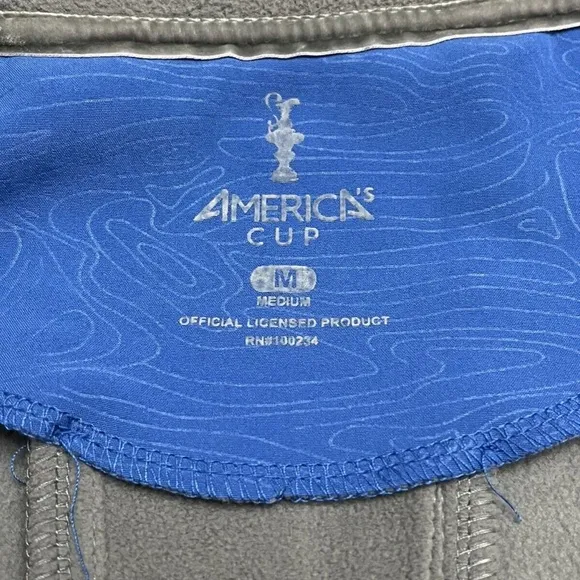 AMERICA'S
CUP
M
MEDIUM
OFFICIAL LICENSED PRODUCT
RN#100234